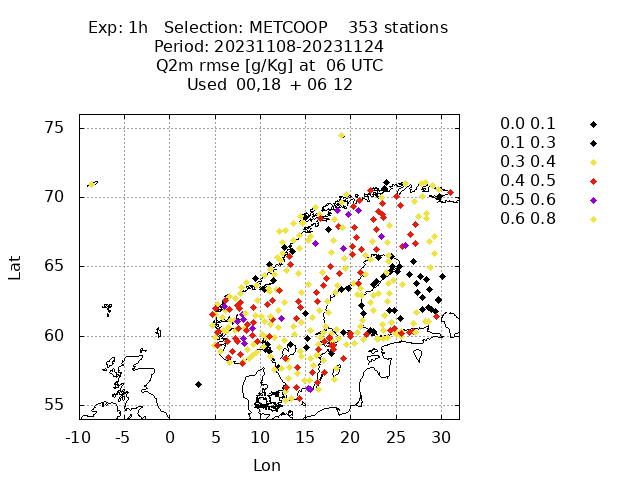 Exp: 1h   Selection: METCOOP    353 stations
Period: 20231108-20231124
Q2m rmse [g/Kg] at  06 UTC
Used  00,18  + 06 12
0.0 0.1
0.1 0.3
0.3 0.4
0.4 0.5
0.5 0.6
0.6 0.8
75
70
65
60
55
Lat
-10 -5 0 5 10 15 20 25 30
Lon